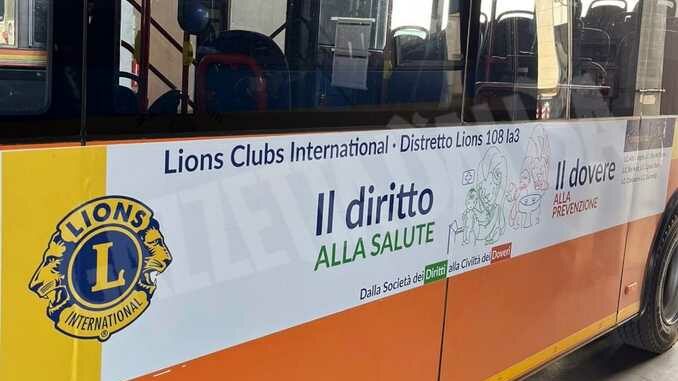 Lions Clubs International · Distretto Lions 108 Ia3
Il diritto
ALLA SALUTE
Il dovere
ALLA
PREVENZIONE
Dalla Società dei Diritti alla Civiltà dei Doveri
LIONS
L
INTERNATIONAL
®